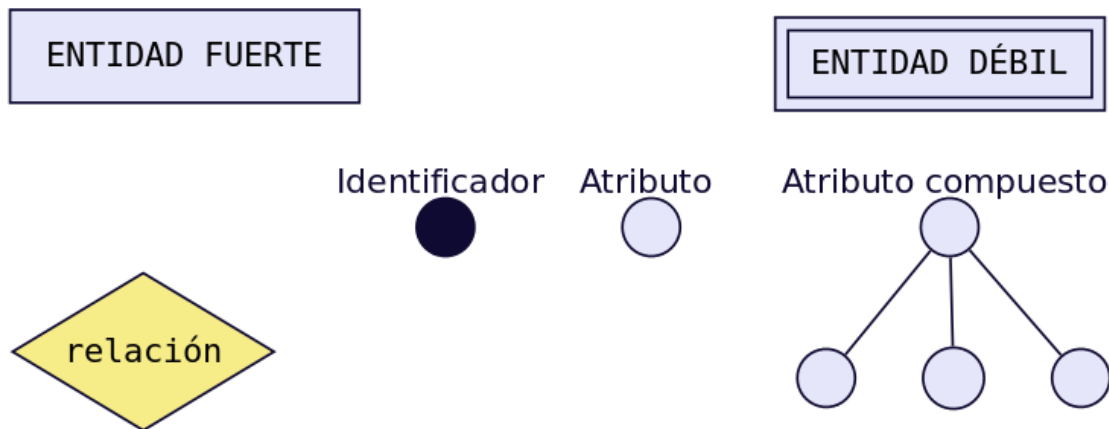 ENTIDAD FUERTE
ENTIDAD DÉBIL
Identificador
Atributo
Atributo compuesto
relación